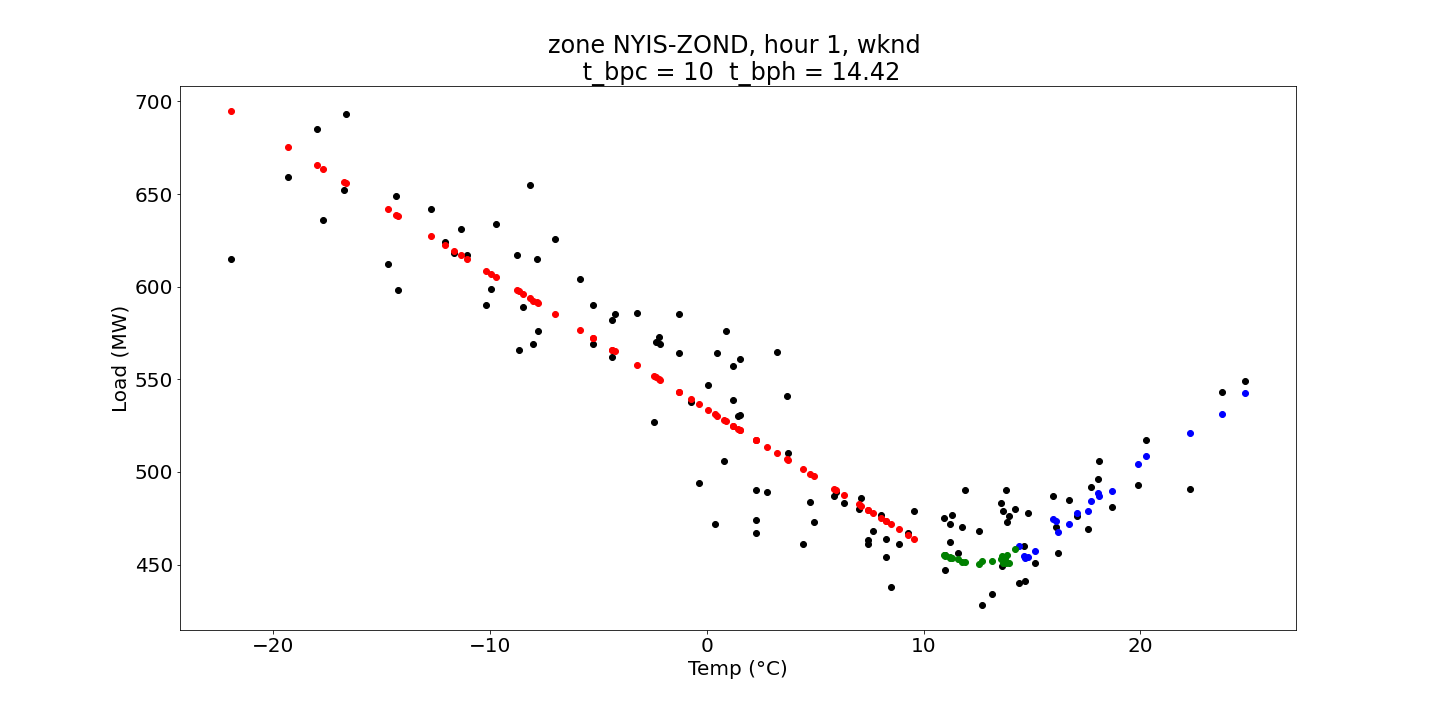 zone NYIS-ZOND, hour 1, wknd
t_bpc = 10  t_bph = 14.42
700
650
600
550
500
450
Load (MW)
−20
−10
0
10
20
Temp (°C)